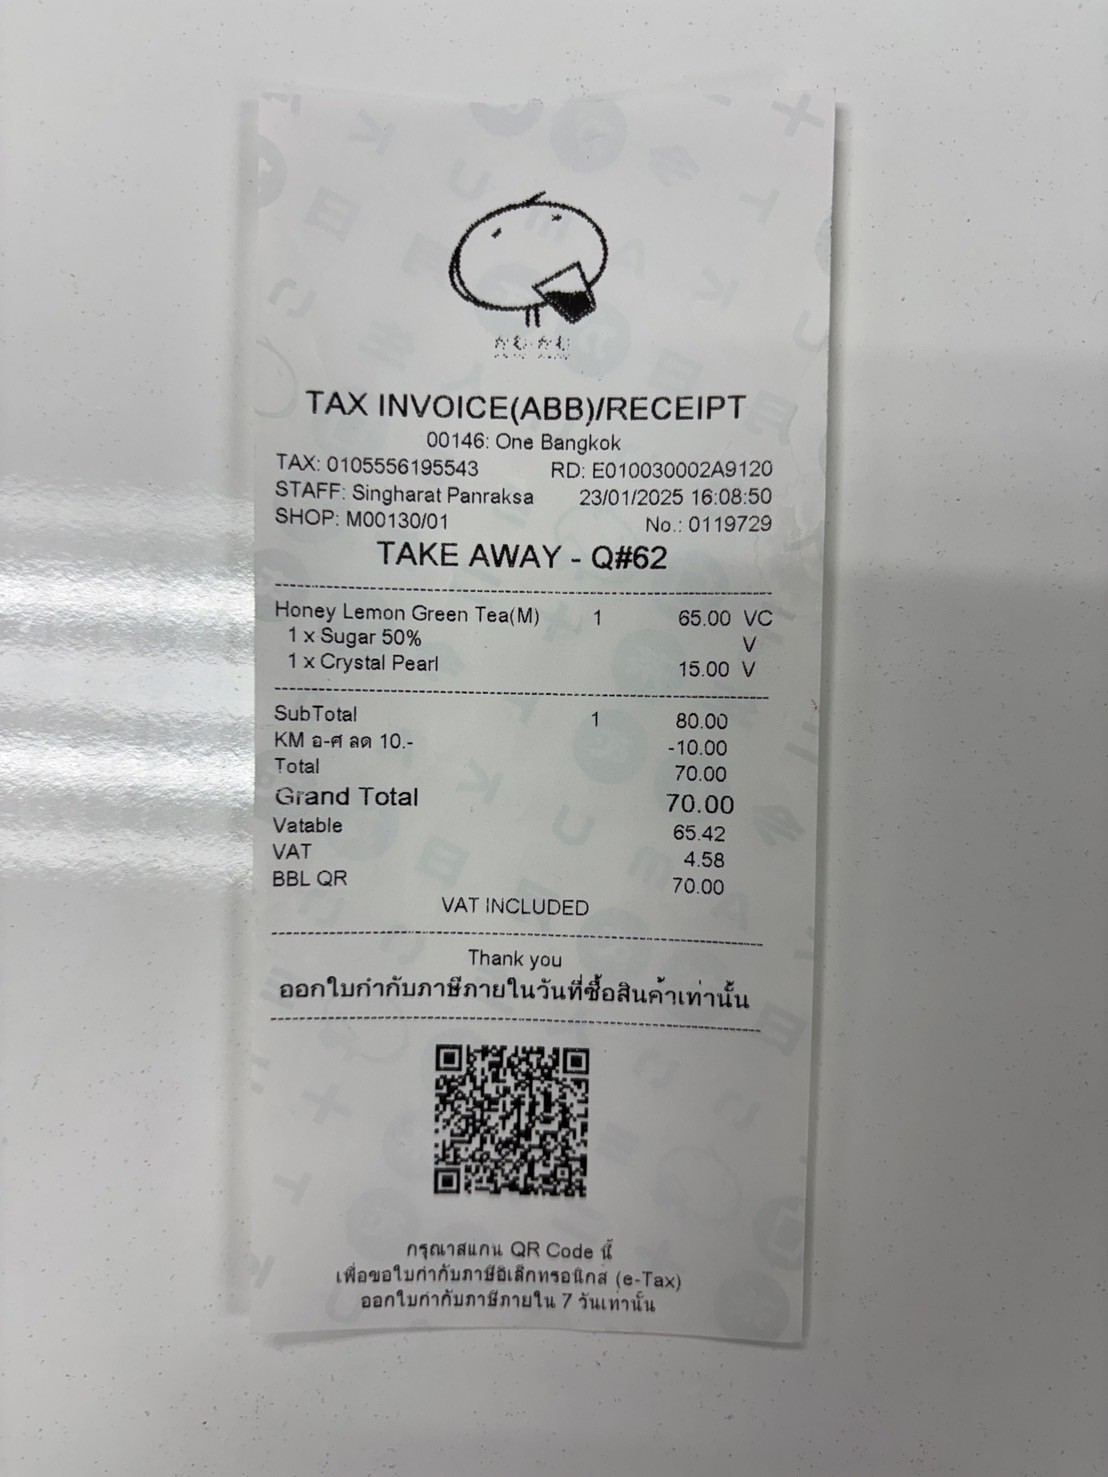 TAX INVOICE(ABB)/RECEIPT
00146: One Bangkok
TAX: 0105556195543 RD: E010030002A9120
STAFF: Singharat Panraksa 23/01/2025 16:08:50
SHOP: M00130/01 No.: 0119729
TAKE AWAY - Q#62
Honey Lemon Green Tea(M) 1 65.00 VC
1 x Sugar 50% V
1 x Crystal Pearl 15.00 V
SubTotal 1 80.00
KM อ-ศ ลด 10.- -10.00
Total 70.00
Grand Total 70.00
Vatable 65.42
VAT 4.58
BBL QR 70.00
VAT INCLUDED
Thank you
ออกใบกำกับภาษีภายในวันที่ซื้อสินค้าเท่านั้น
กรุณาสแกน QR Code นี้
เพื่อขอใบกำกับภาษีอิเล็กทรอนิกส์ (e-Tax)
ออกใบกำกับภาษีภายใน 7 วันเท่านั้น